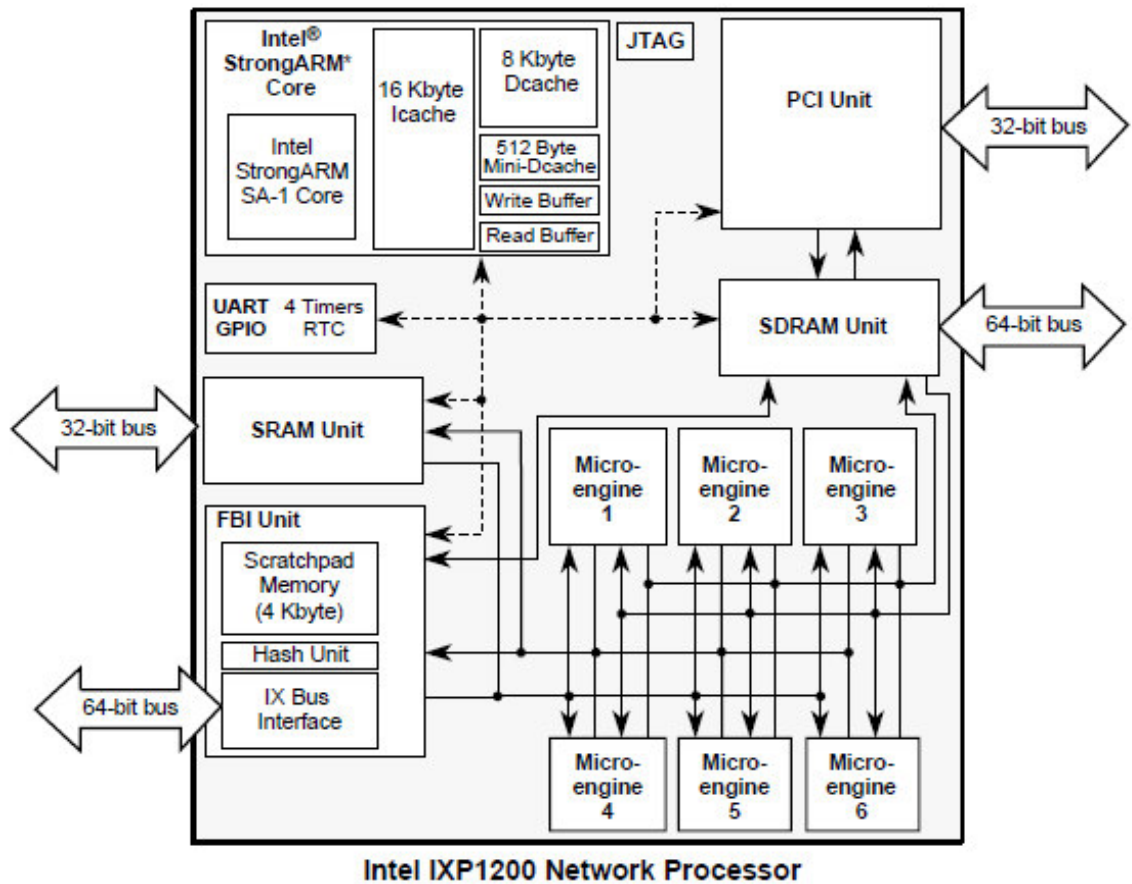 Intel®
StrongARM*
Core
Intel
StrongARM
SA-1 Core
16 Kbyte
Icache
8 Kbyte
Dcache
512 Byte
Mini-Dcache
Write Buffer
Read Buffer
JTAG
PCI Unit
32-bit bus
UART 4 Timers
GPIO RTC
SDRAM Unit
64-bit bus
32-bit bus
SRAM Unit
Micro-
engine
1
Micro-
engine
2
Micro-
engine
3
FBI Unit
Scratchpad
Memory
(4 Kbyte)
Hash Unit
IX Bus
Interface
64-bit bus
Micro-
engine
4
Micro-
engine
5
Micro-
engine
6
Intel IXP1200 Network Processor